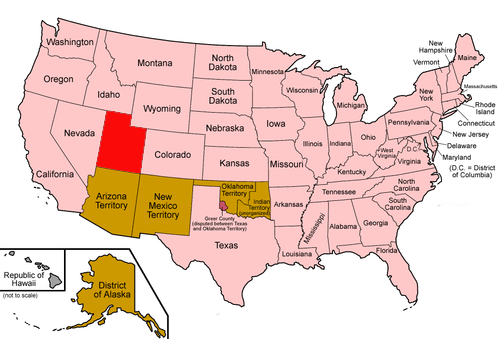 Washington
Oregon
California
Nevada
Idaho
Montana
Wyoming
Colorado
North
Dakota
South
Dakota
Nebraska
Kansas
Minnesota
Iowa
Missouri
Wisconsin
Illinois
Michigan
Indiana
Ohio
Kentucky
Tennessee
Arkansas
Mississippi
Alabama
Georgia
Louisiana
Florida
Texas
South
Carolina
North
Carolina
Virginia
West
Virginia
D.C.
Pennsylvania
New
York
Vermont
New
Hampshire
Maine
Massachusetts
Rhode
Island
Connecticut
New Jersey
Delaware
Maryland
(D.C. = District
of Columbia)
Arizona
Territory
New
Mexico
Territory
Oklahoma
Territory
Indian
Territory
(unorganized)
Greer County
(disputed between Texas
and Oklahoma Territory)
Republic of
Hawaii
(not to scale)
District
of Alaska